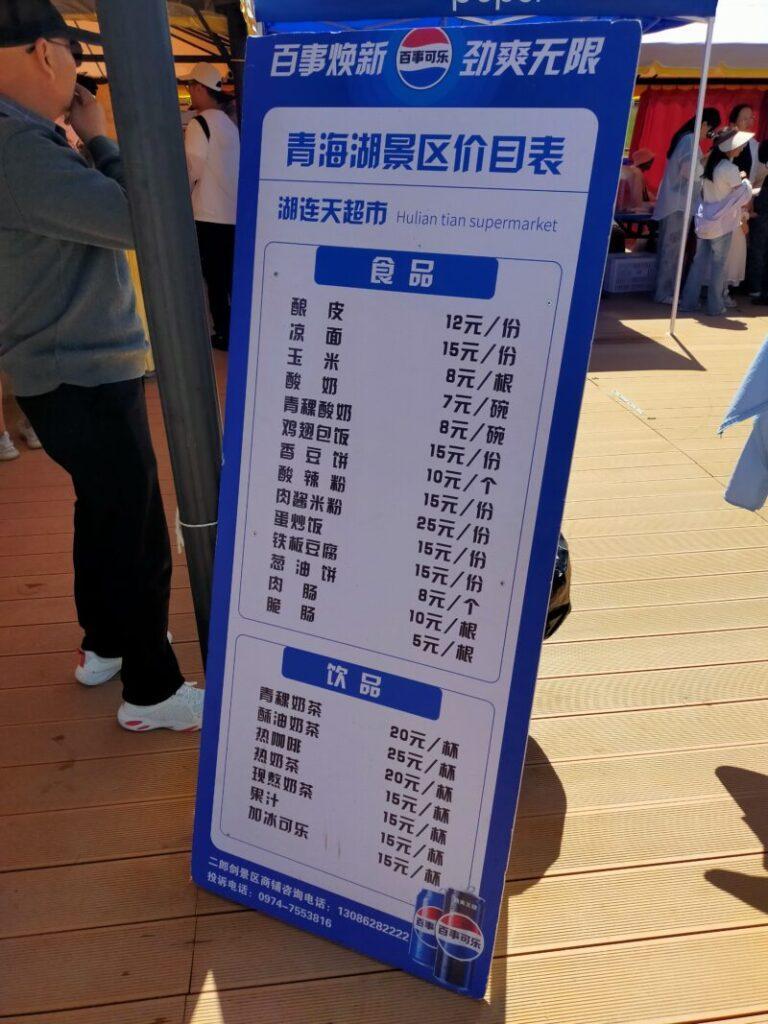 pepsi
百事焕新 百事可乐 劲爽无限
青海湖景区价目表
湖连天超市 Hulian tian supermarket
食品
酿皮 12元/份
凉面 15元/份
玉米 8元/根
酸奶 7元/碗
青稞酸奶 8元/碗
鸡翅包饭 15元/份
香豆饼 10元/个
酸辣粉 15元/份
肉酱米粉 25元/份
蛋炒饭 15元/份
铁板豆腐 15元/份
葱油饼 8元/个
肉肠 10元/根
脆肠 5元/根
饮品
青稞奶茶 20元/杯
酥油奶茶 25元/杯
热咖啡 20元/杯
热奶茶 15元/杯
现熬奶茶 15元/杯
果汁 15元/杯
加冰可乐 15元/杯
二郎剑景区商铺咨询电话：13086282222
投诉电话：0974-7553816
百事可乐